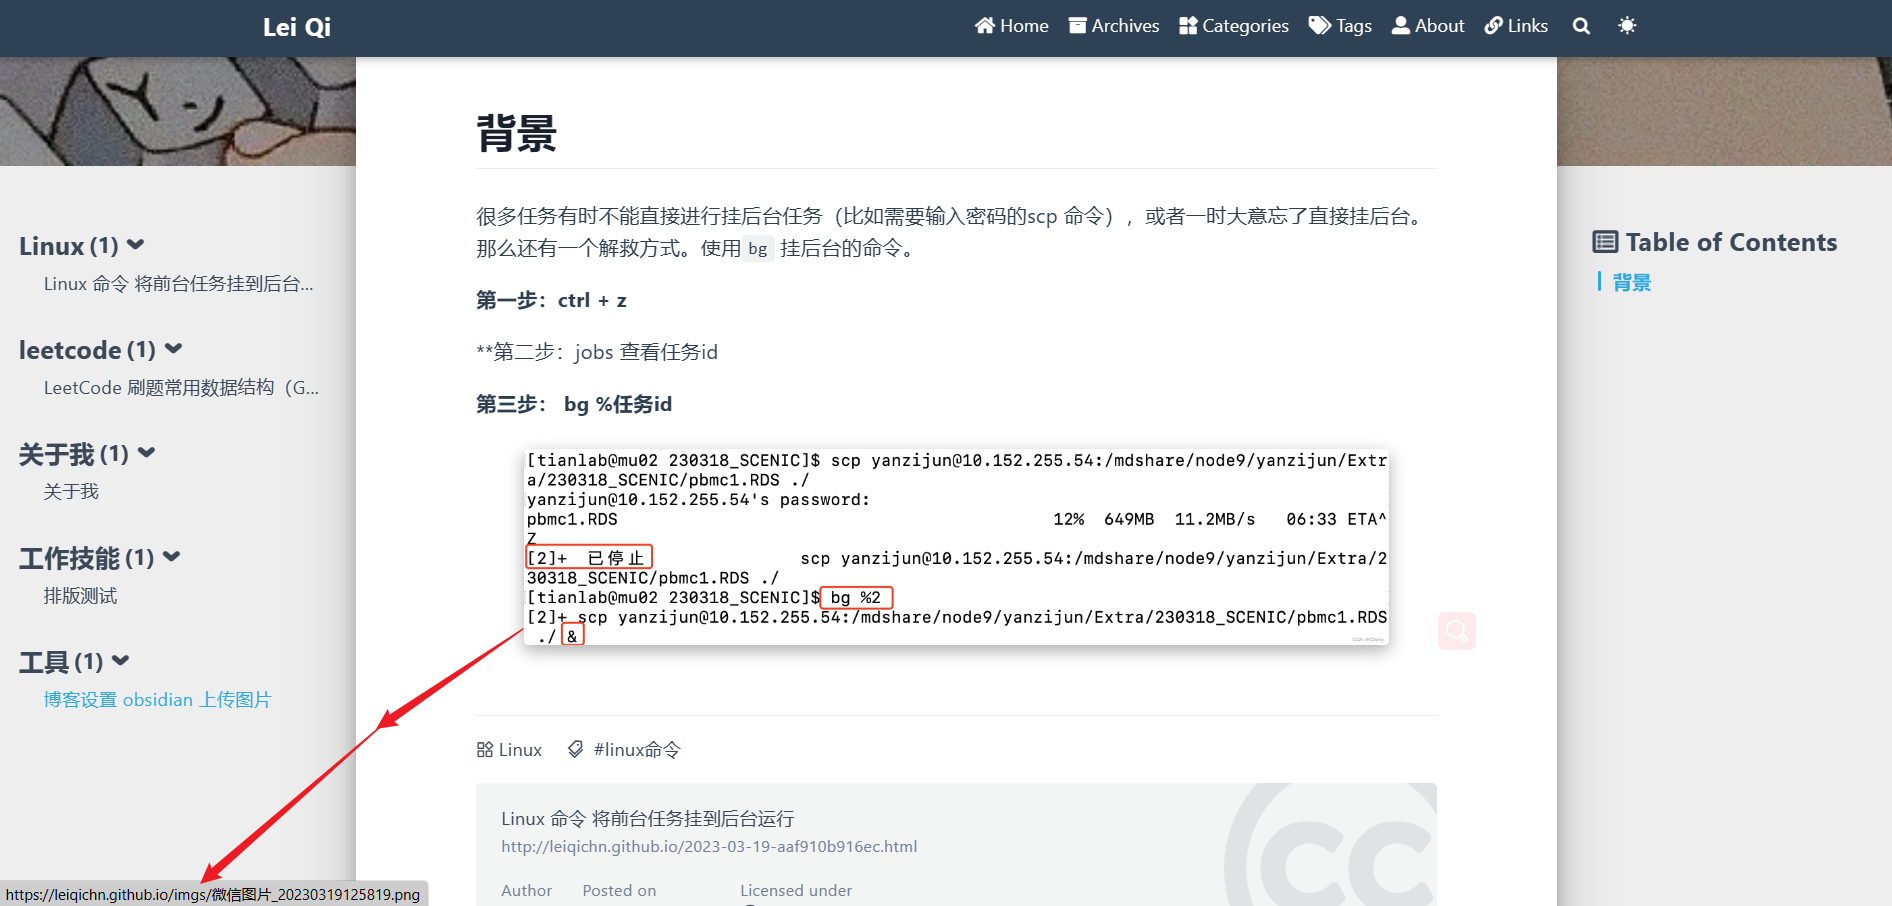 Lei Qi
Home
Archives
Categories
Tags
About
Links
Linux (1)
Linux 命令 将前台任务挂到后台...
leetcode (1)
LeetCode 刷题常用数据结构（G...
关于我 (1)
关于我
工作技能 (1)
排版测试
工具 (1)
博客设置 obsidian 上传图片
背景
很多任务有时不能直接进行挂后台任务（比如需要输入密码的scp 命令），或者一时大意忘了直接挂后台。
那么还有一个解救方式。使用 bg 挂后台的命令。
第一步：ctrl + z
**第二步：jobs 查看任务id
第三步： bg %任务id
[tianlab@mu02 230318_SCENIC]$ scp yanzijun@10.152.255.54:/mdshare/node9/yanzijun/Extr
a/230318_SCENIC/pbmc1.RDS ./
yanzijun@10.152.255.54's password:
pbmc1.RDS 12% 649MB 11.2MB/s 06:33 ETA^
Z
[2]+ 已停止 scp yanzijun@10.152.255.54:/mdshare/node9/yanzijun/Extra/2
30318_SCENIC/pbmc1.RDS ./
[tianlab@mu02 230318_SCENIC]$ bg %2
[2]+ scp yanzijun@10.152.255.54:/mdshare/node9/yanzijun/Extra/230318_SCENIC/pbmc1.RDS
./ &
Linux #linux命令
Linux 命令 将前台任务挂到后台运行
http://leiqichn.github.io/2023-03-19-aaf910b916ec.html
Author Posted on Licensed under
cc
Table of Contents
背景
https://leiqichn.github.io/imgs/微信图片_20230319125819.png